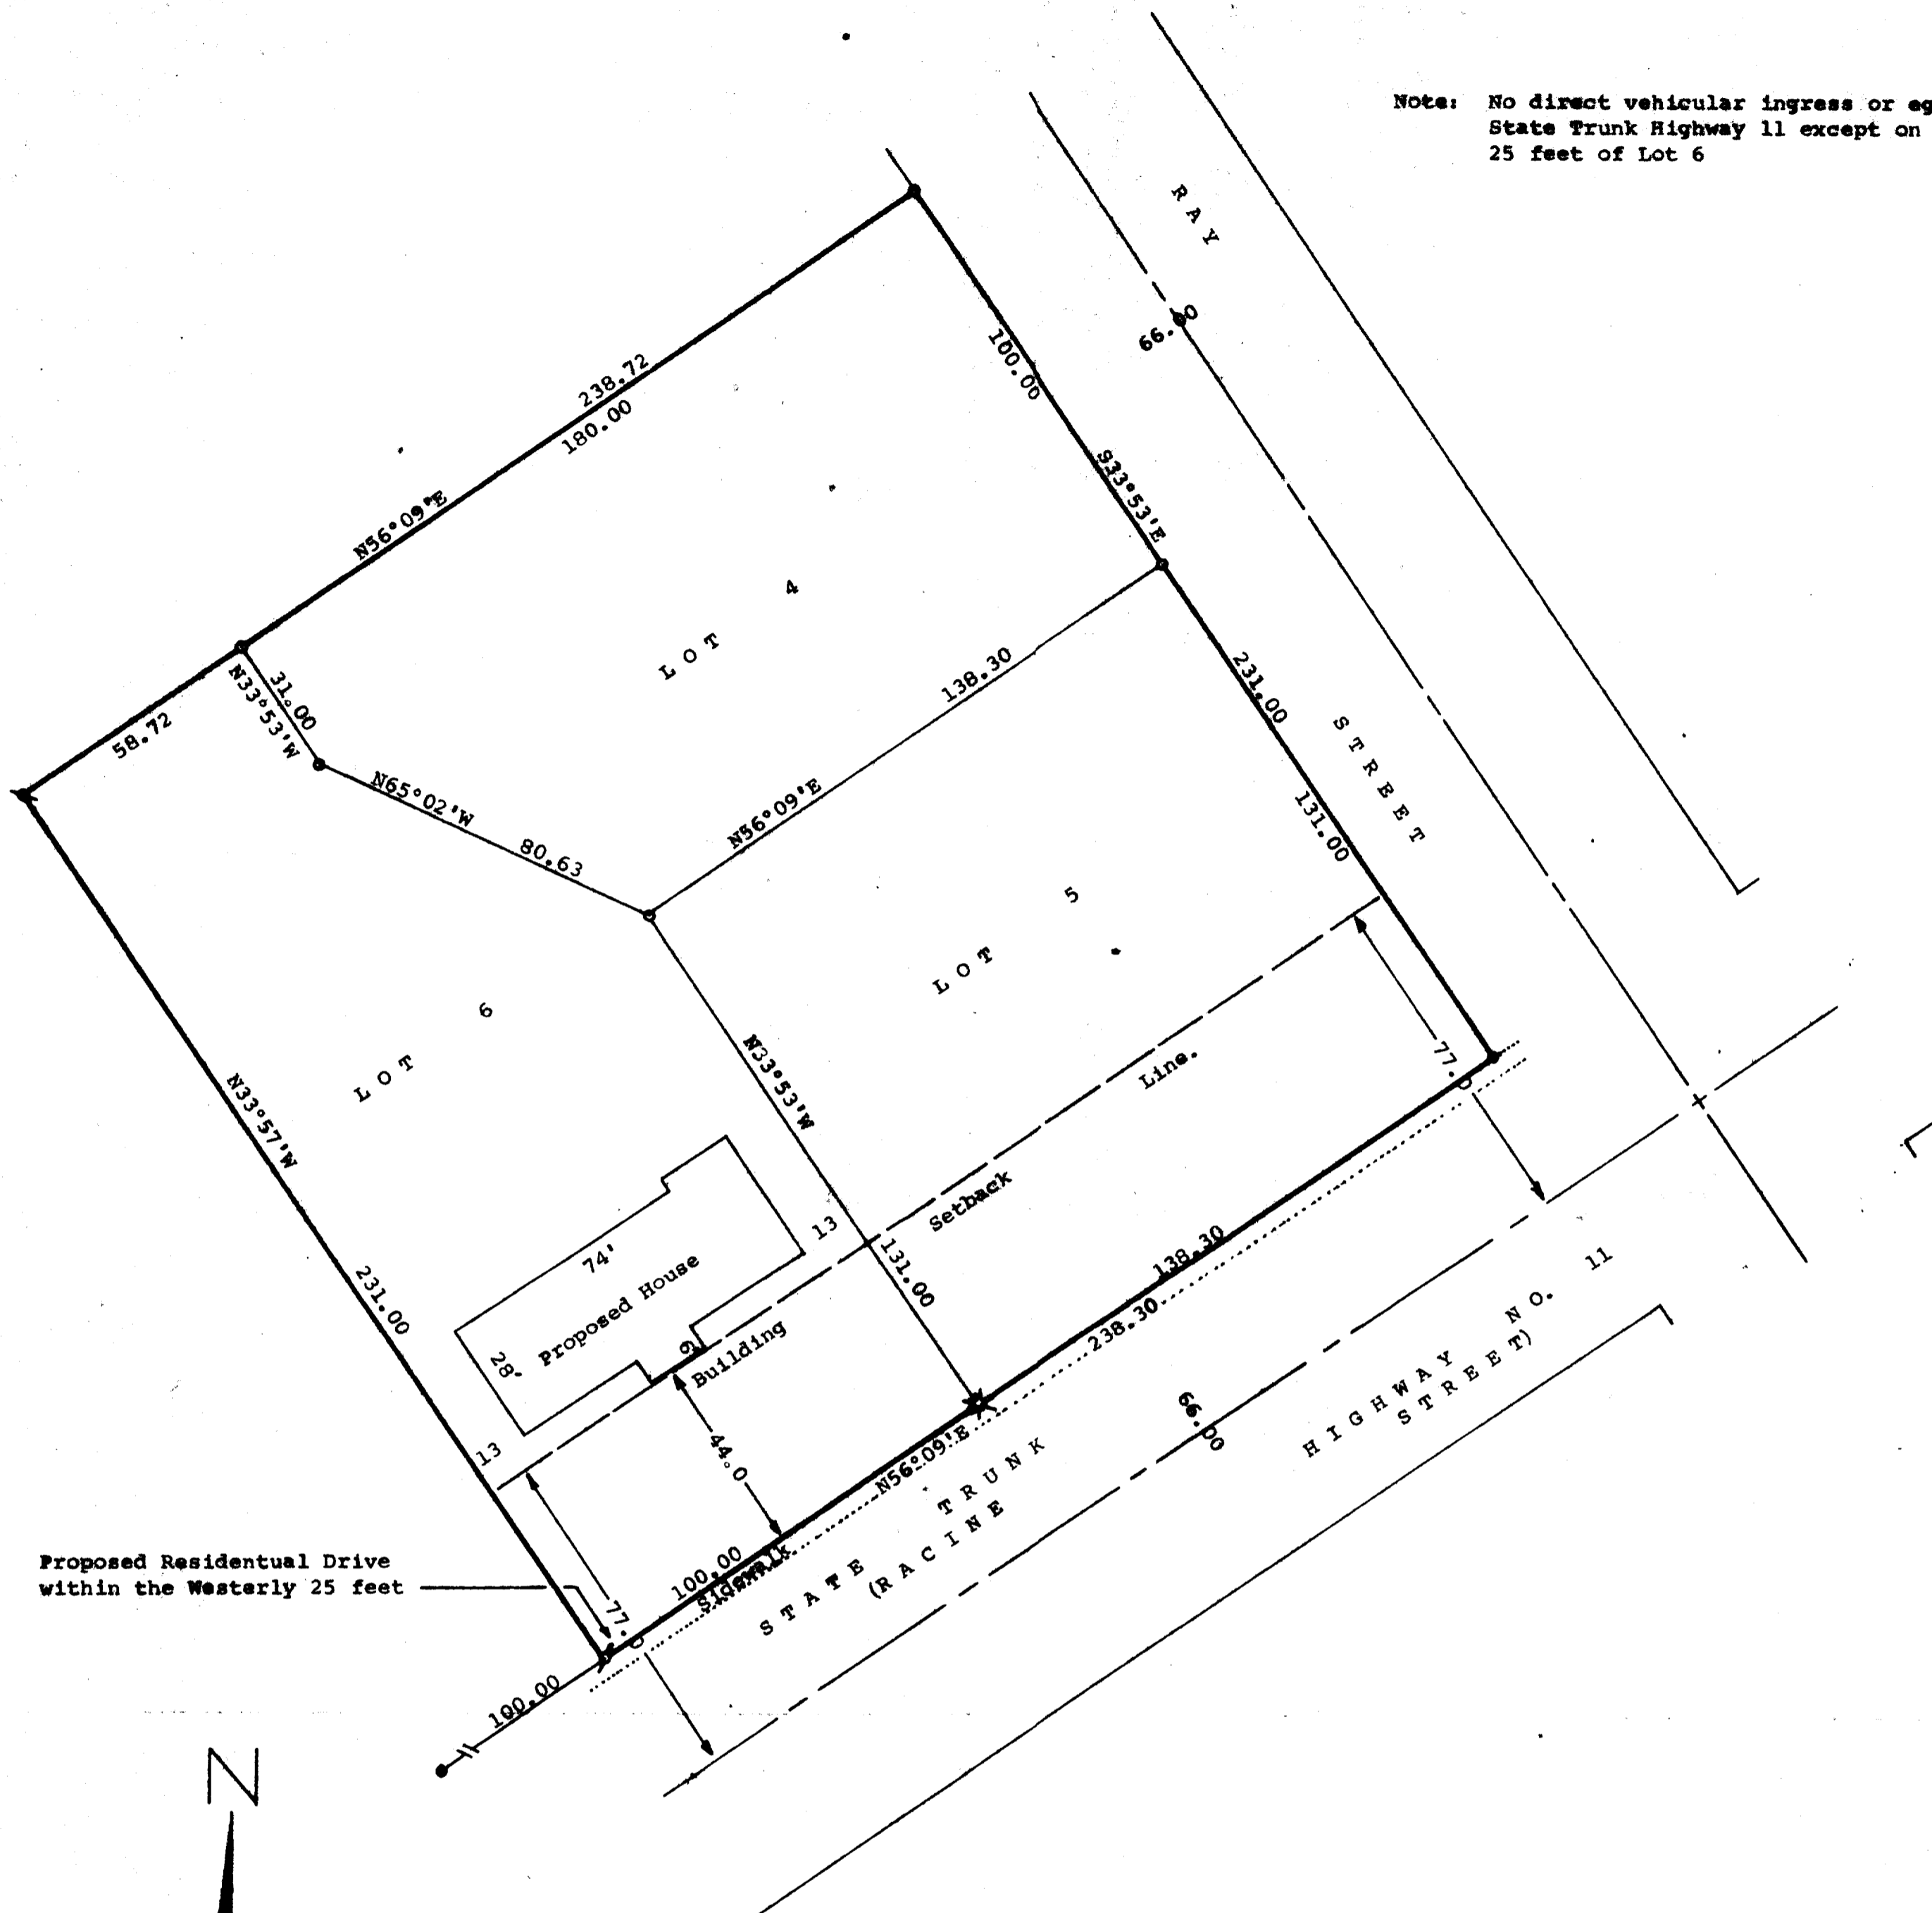 Note: No direct vehicular ingress or eg
State Trunk Highway 11 except on
25 feet of Lot 6
RAY
66.00
238.72
180.00
N56°09'E
100.00
S33°53'E
LOT 4
31.00
N33°53'W
58.72
N65°02'W
80.63
138.30
N56°09'E
231.00
131.00
STREET
LOT 5
LOT 6
N33°53'W
131.00
N33°57'W
231.00
77.0
Building Setback Line.
13
74'
Proposed House
28'
6
13
44.0
138.30
238.30
N56°09'E
100.00
Sidewalk
77.0
STATE TRUNK HIGHWAY NO. 11
(RACINE STREET)
66.00
Proposed Residentual Drive
within the Westerly 25 feet
100.00
N